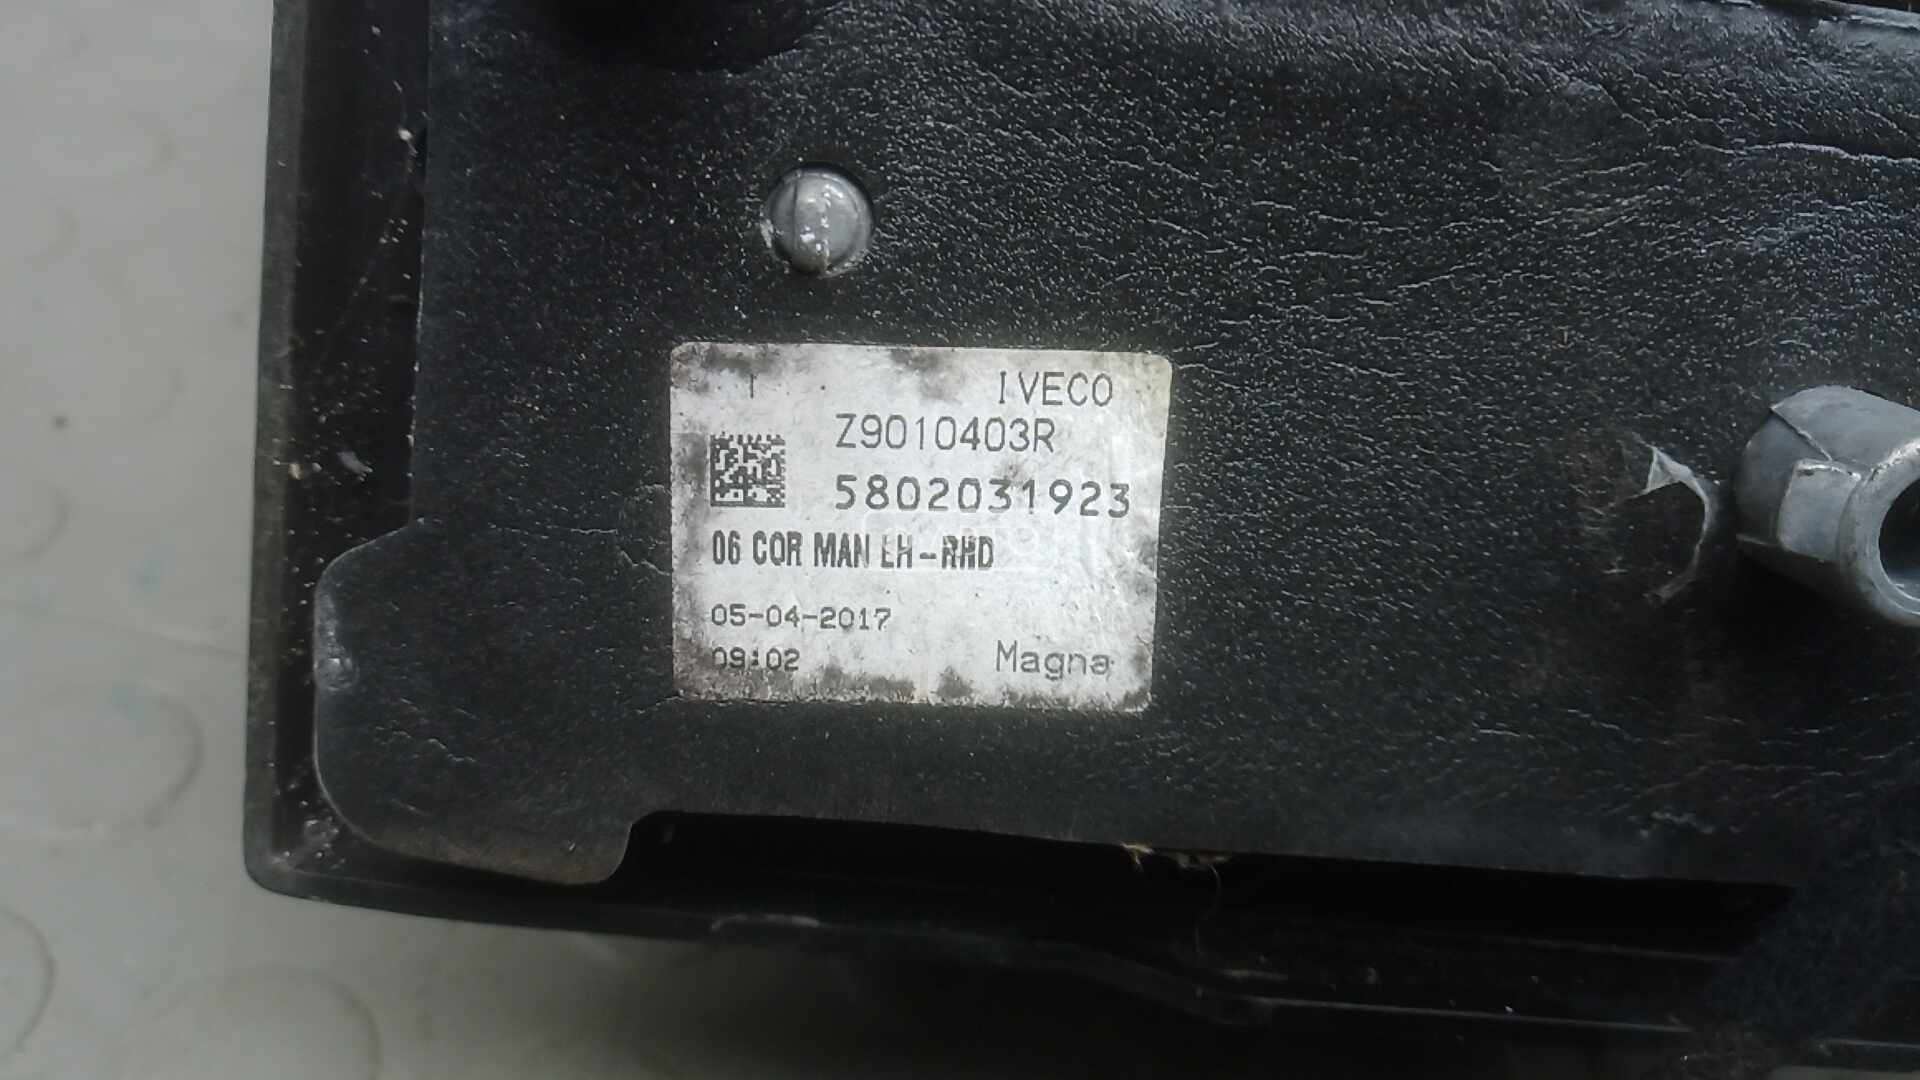 I IVECO
Z9010403R
5802031923
06 COR MAN LH-RHD
05-04-2017
09:02 Magna